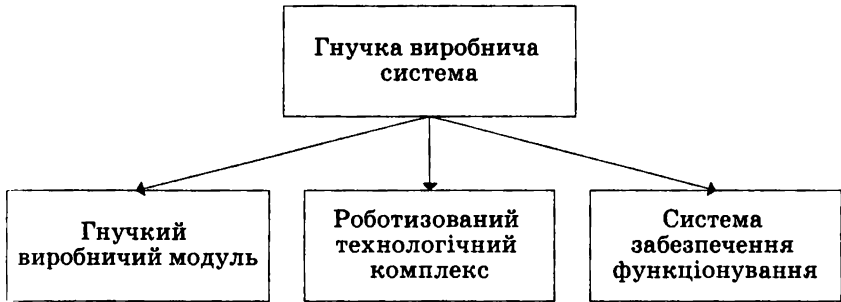 Гнучка виробнича
система
Гнучкий
виробничий модуль
Роботизований
технологічний
комплекс
Система
забезпечення
функціонування